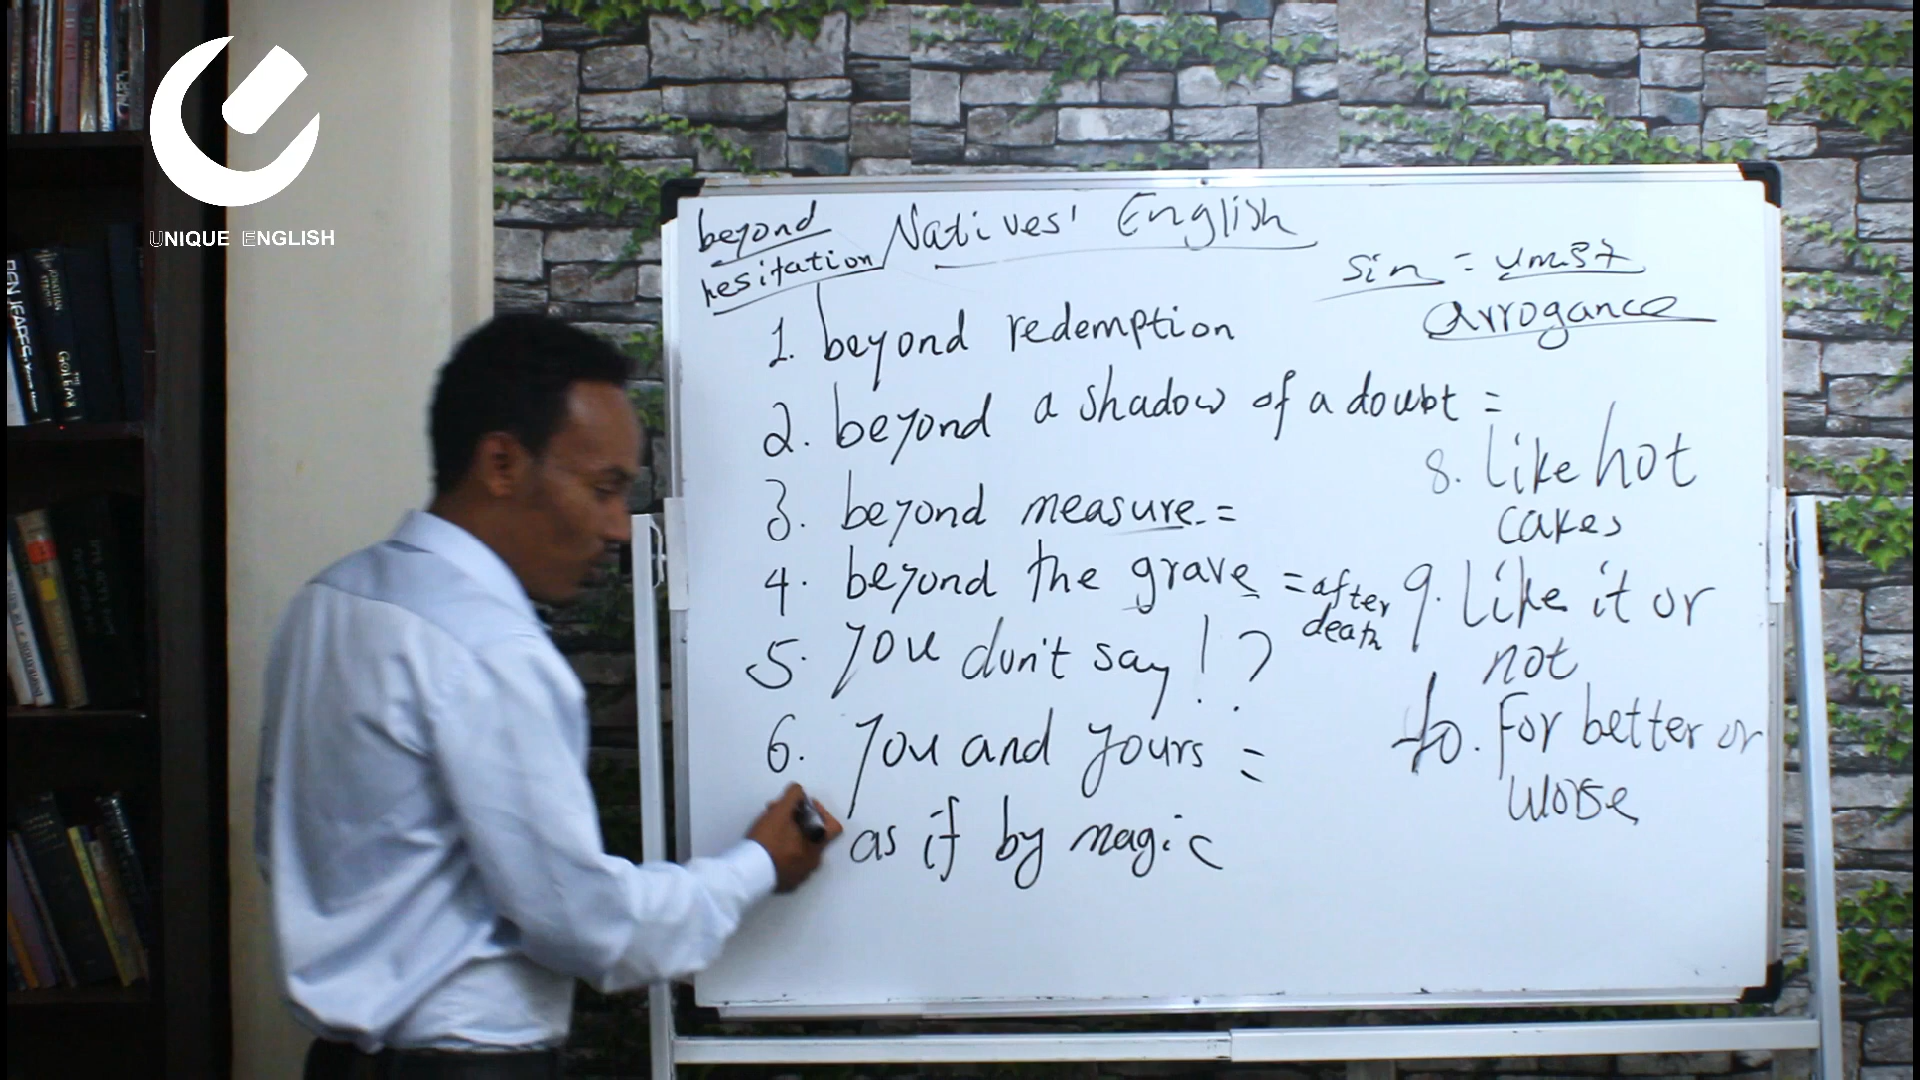 UNIQUE ENGLISH
beyond
hesitation
Natives' English
sin =
arrogance
1. beyond redemption
2. beyond a shadow of a doubt =
3. beyond measure =
4. beyond the grave = after
death
5. you don't say!?
6. you and yours =
as if by magic
8. Like hot
cakes
9. Like it or
not
10. For better or
worse
GOLEM